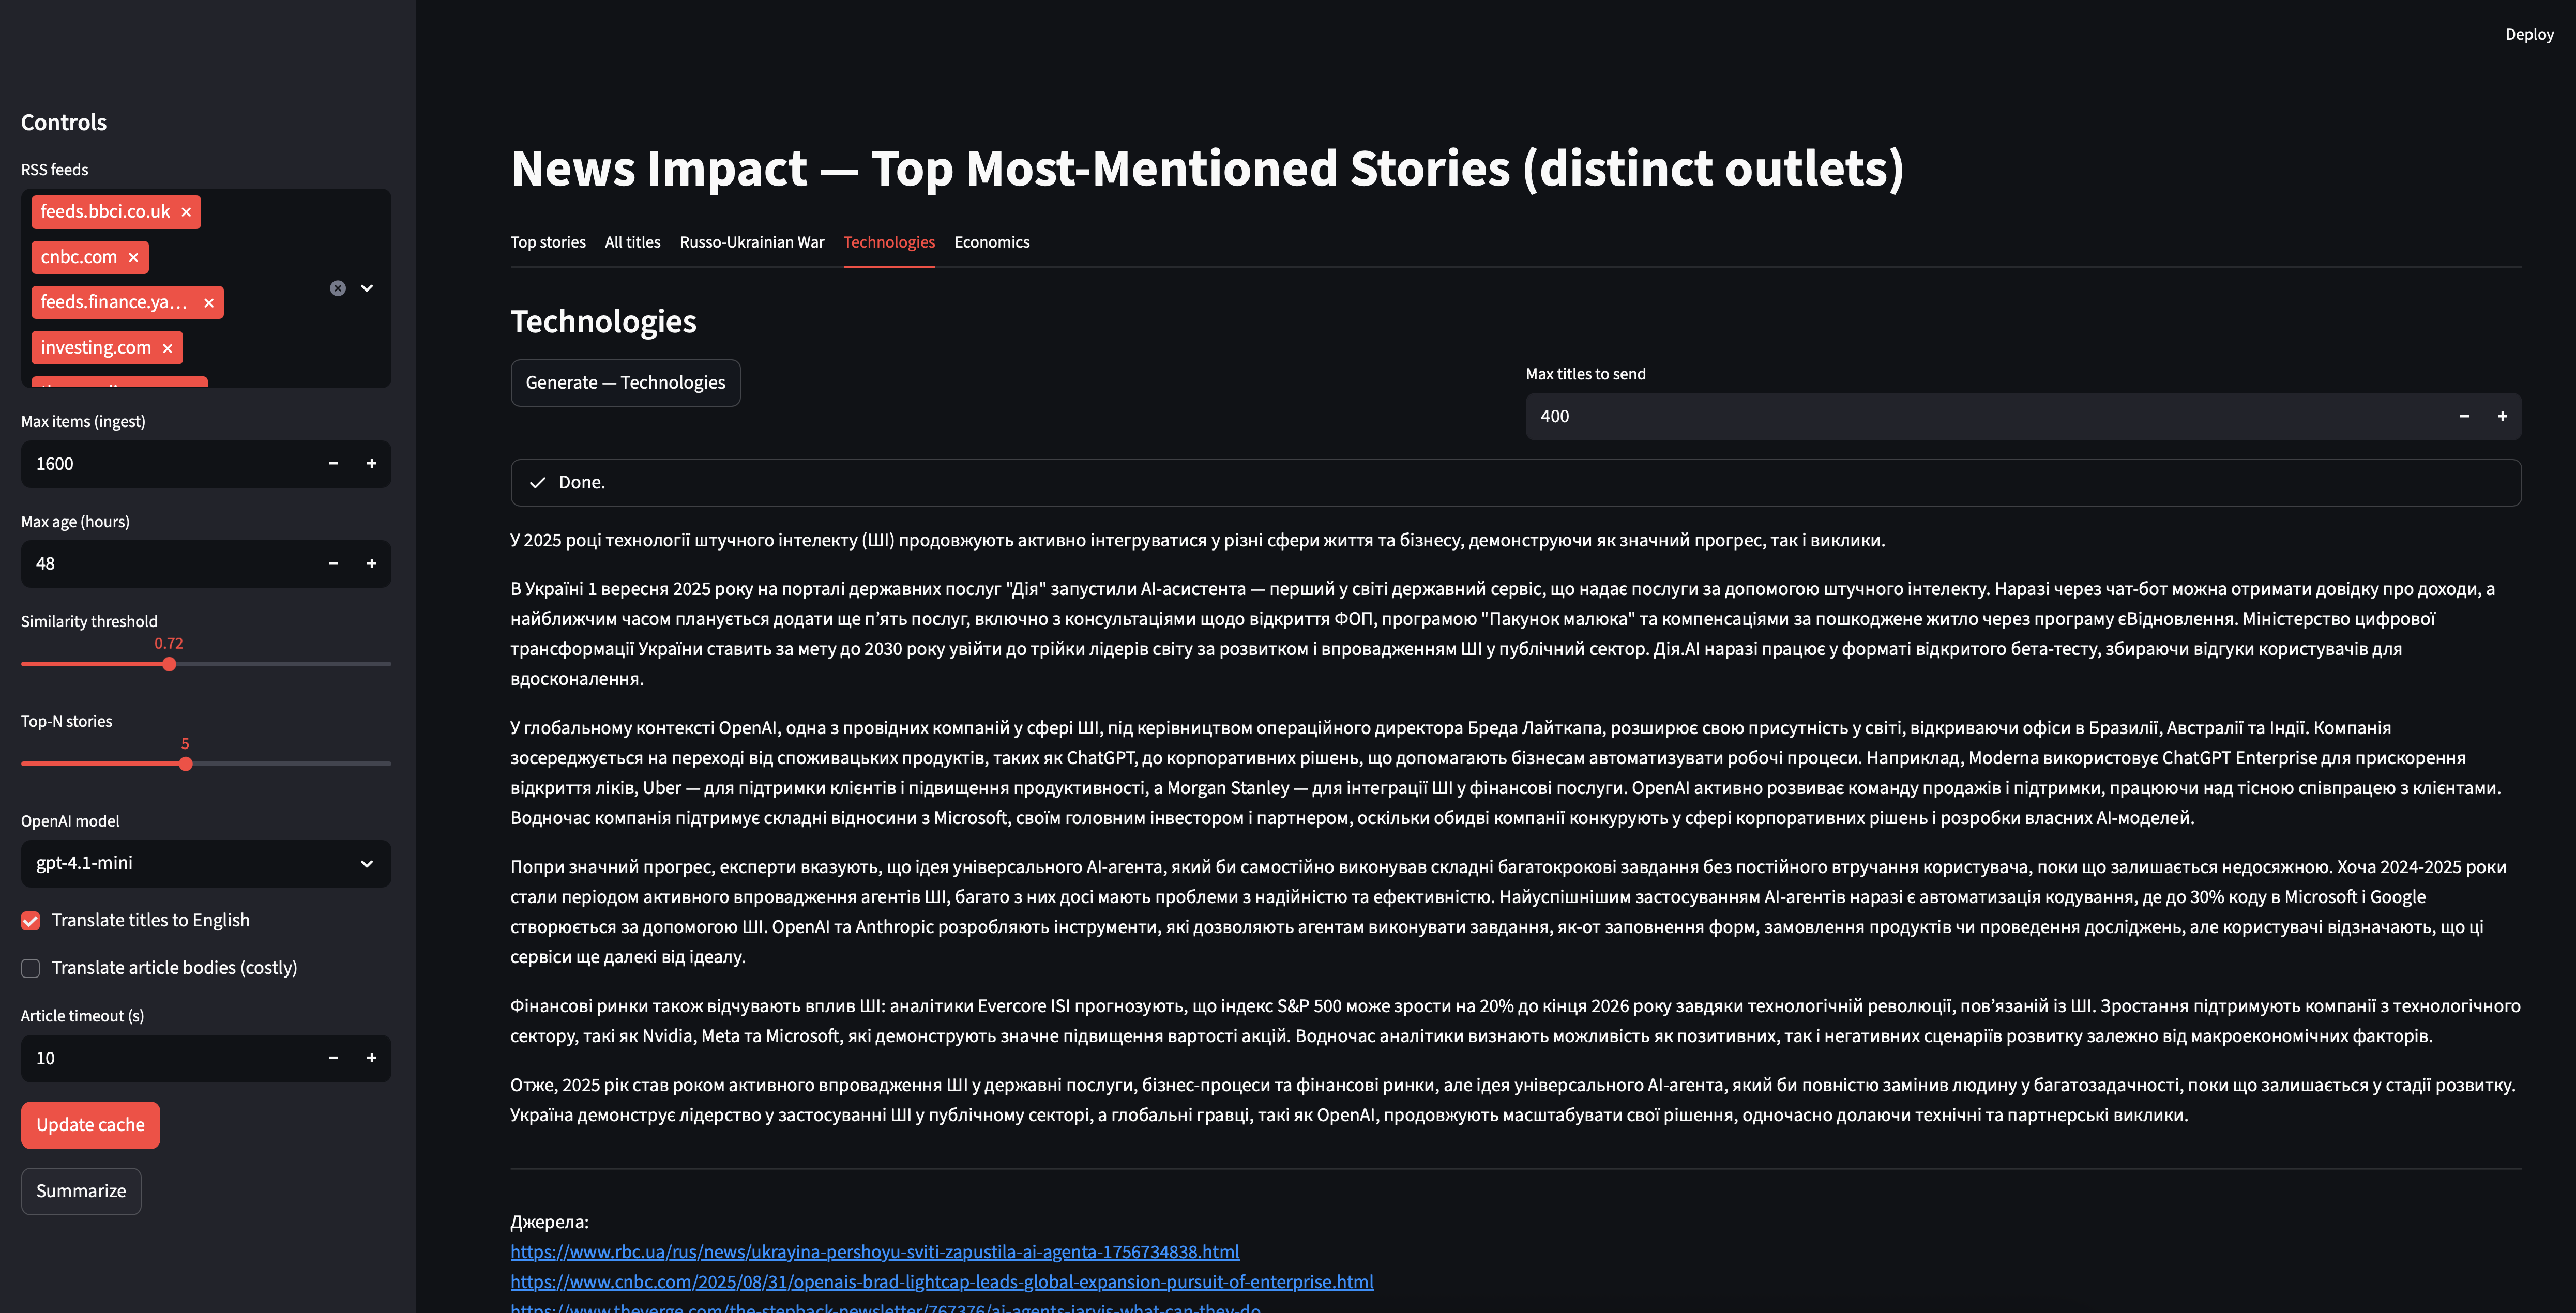 Deploy
Controls
RSS feeds
feeds.bbci.co.uk ×
cnbc.com ×
feeds.finance.ya... ×
investing.com ×
Max items (ingest)
1600
Max age (hours)
48
Similarity threshold
0.72
Top-N stories
5
OpenAI model
gpt-4.1-mini
Translate titles to English
Translate article bodies (costly)
Article timeout (s)
10
Update cache
Summarize
News Impact — Top Most-Mentioned Stories (distinct outlets)
Top stories All titles Russo-Ukrainian War Technologies Economics
Technologies
Generate — Technologies
Max titles to send
400
Done.
У 2025 році технології штучного інтелекту (ШІ) продовжують активно інтегруватися у різні сфери життя та бізнесу, демонструючи як значний прогрес, так і виклики.
В Україні 1 вересня 2025 року на порталі державних послуг "Дія" запустили AI-асистента — перший у світі державний сервіс, що надає послуги за допомогою штучного інтелекту. Наразі через чат-бот можна отримати довідку про доходи, а
найближчим часом планується додати ще п’ять послуг, включно з консультаціями щодо відкриття ФОП, програмою "Пакунок малюка" та компенсаціями за пошкоджене житло через програму єВідновлення. Міністерство цифрової
трансформації України ставить за мету до 2030 року увійти до трійки лідерів світу за розвитком і впровадженням ШІ у публічний сектор. Дія.АІ наразі працює у форматі відкритого бета-тесту, збираючи відгуки користувачів для
вдосконалення.
У глобальному контексті OpenAI, одна з провідних компаній у сфері ШІ, під керівництвом операційного директора Бреда Лайткапа, розширює свою присутність у світі, відкриваючи офіси в Бразилії, Австралії та Індії. Компанія
зосереджується на переході від споживацьких продуктів, таких як ChatGPT, до корпоративних рішень, що допомагають бізнесам автоматизувати робочі процеси. Наприклад, Moderna використовує ChatGPT Enterprise для прискорення
відкриття ліків, Uber — для підтримки клієнтів і підвищення продуктивності, а Morgan Stanley — для інтеграції ШІ у фінансові послуги. OpenAI активно розвиває команду продажів і підтримки, працюючи над тісною співпрацею з клієнтами.
Водночас компанія підтримує складні відносини з Microsoft, своїм головним інвестором і партнером, оскільки обидві компанії конкурують у сфері корпоративних рішень і розробки власних AI-моделей.
Попри значний прогрес, експерти вказують, що ідея універсального AI-агента, який би самостійно виконував складні багатокрокові завдання без постійного втручання користувача, поки що залишається недосяжною. Хоча 2024-2025 роки
стали періодом активного впровадження агентів ШІ, багато з них досі мають проблеми з надійністю та ефективністю. Найуспішнішим застосуванням AI-агентів наразі є автоматизація кодування, де до 30% коду в Microsoft і Google
створюється за допомогою ШІ. OpenAI та Anthropic розробляють інструменти, які дозволяють агентам виконувати завдання, як-от заповнення форм, замовлення продуктів чи проведення досліджень, але користувачі відзначають, що ці
сервіси ще далекі від ідеалу.
Фінансові ринки також відчувають вплив ШІ: аналітики Evercore ISI прогнозують, що індекс S&P 500 може зрости на 20% до кінця 2026 року завдяки технологічній революції, пов’язаній із ШІ. Зростання підтримують компанії з технологічного
сектору, такі як Nvidia, Meta та Microsoft, які демонструють значне підвищення вартості акцій. Водночас аналітики визнають можливість як позитивних, так і негативних сценаріїв розвитку залежно від макроекономічних факторів.
Отже, 2025 рік став роком активного впровадження ШІ у державні послуги, бізнес-процеси та фінансові ринки, але ідея універсального AI-агента, який би повністю замінив людину у багатозадачності, поки що залишається у стадії розвитку.
Україна демонструє лідерство у застосуванні ШІ у публічному секторі, а глобальні гравці, такі як OpenAI, продовжують масштабувати свої рішення, одночасно долаючи технічні та партнерські виклики.
Джерела:
https://www.rbc.ua/rus/news/ukrayina-pershoyu-sviti-zapustila-ai-agenta-1756734838.html
https://www.cnbc.com/2025/08/31/openais-brad-lightcap-leads-global-expansion-pursuit-of-enterprise.html
https://www.theverge.com/the-stepback-newsletter/767376/ai-agents-jarvis-what-can-they-do